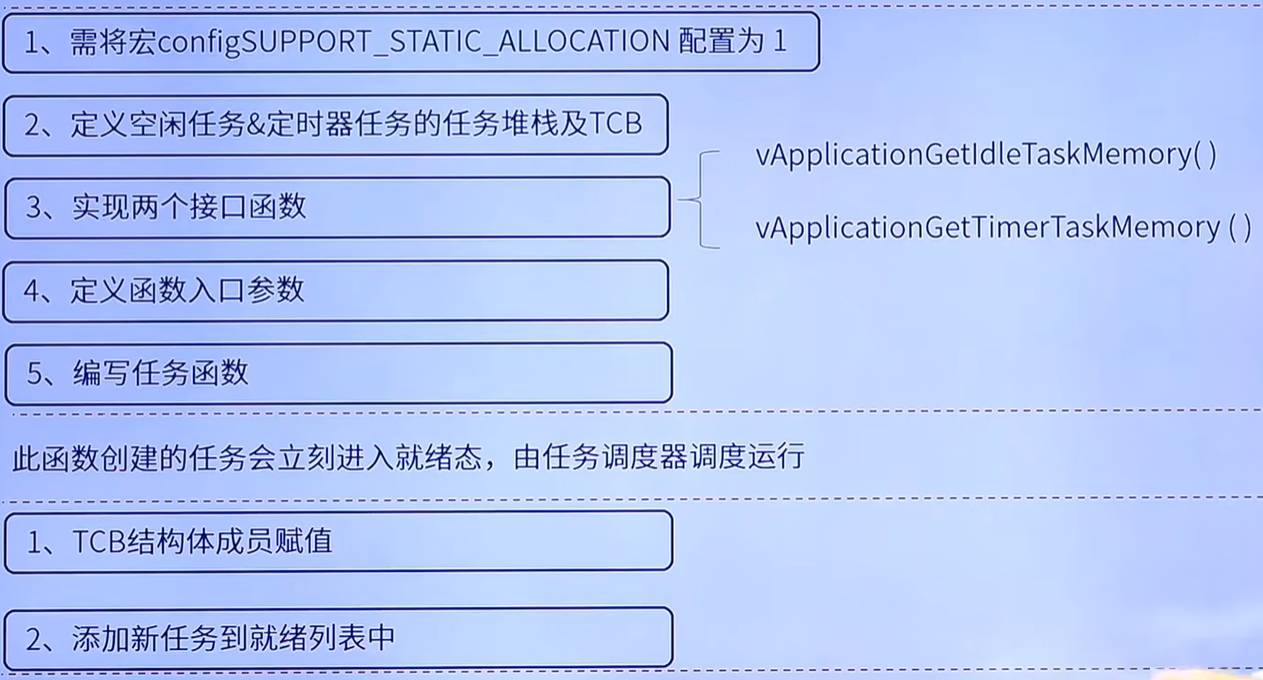 1、需将宏configSUPPORT_STATIC_ALLOCATION 配置为 1
2、定义空闲任务&定时器任务的任务堆栈及TCB
3、实现两个接口函数
vApplicationGetIdleTaskMemory( )
vApplicationGetTimerTaskMemory ( )
4、定义函数入口参数
5、编写任务函数
此函数创建的任务会立刻进入就绪态，由任务调度器调度运行
1、TCB结构体成员赋值
2、添加新任务到就绪列表中